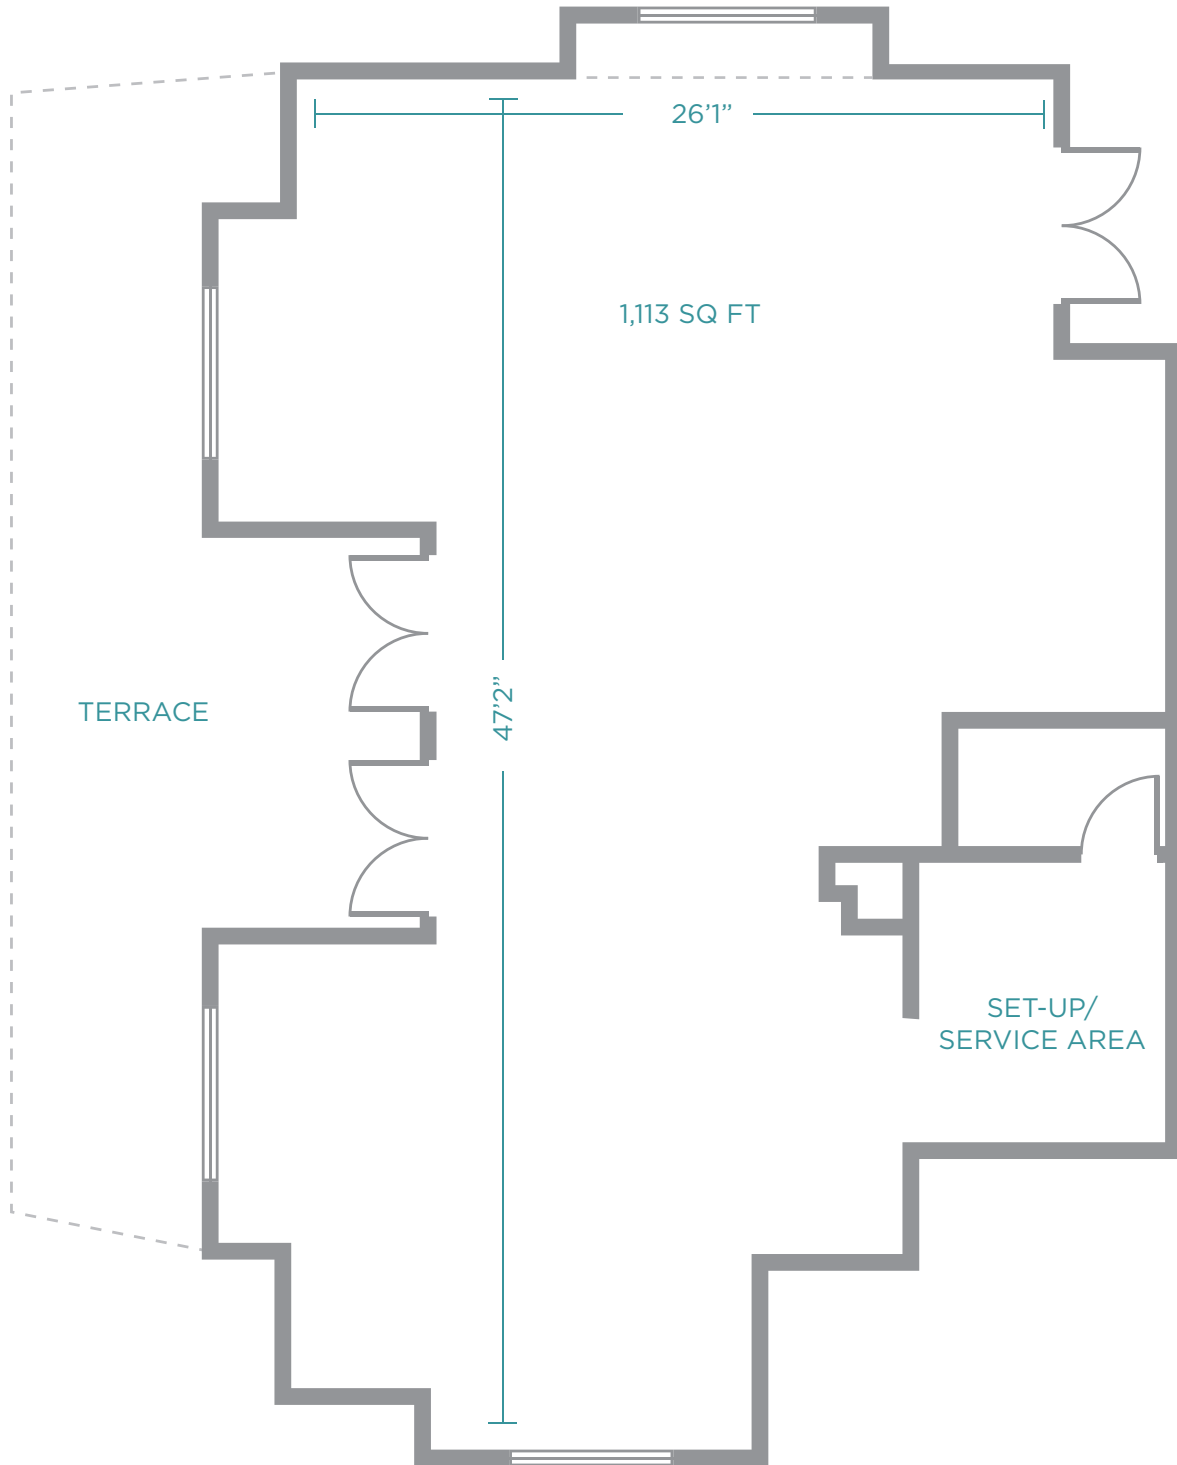 26’1”
1,113 SQ FT
47’2”
TERRACE
SET-UP/
SERVICE AREA